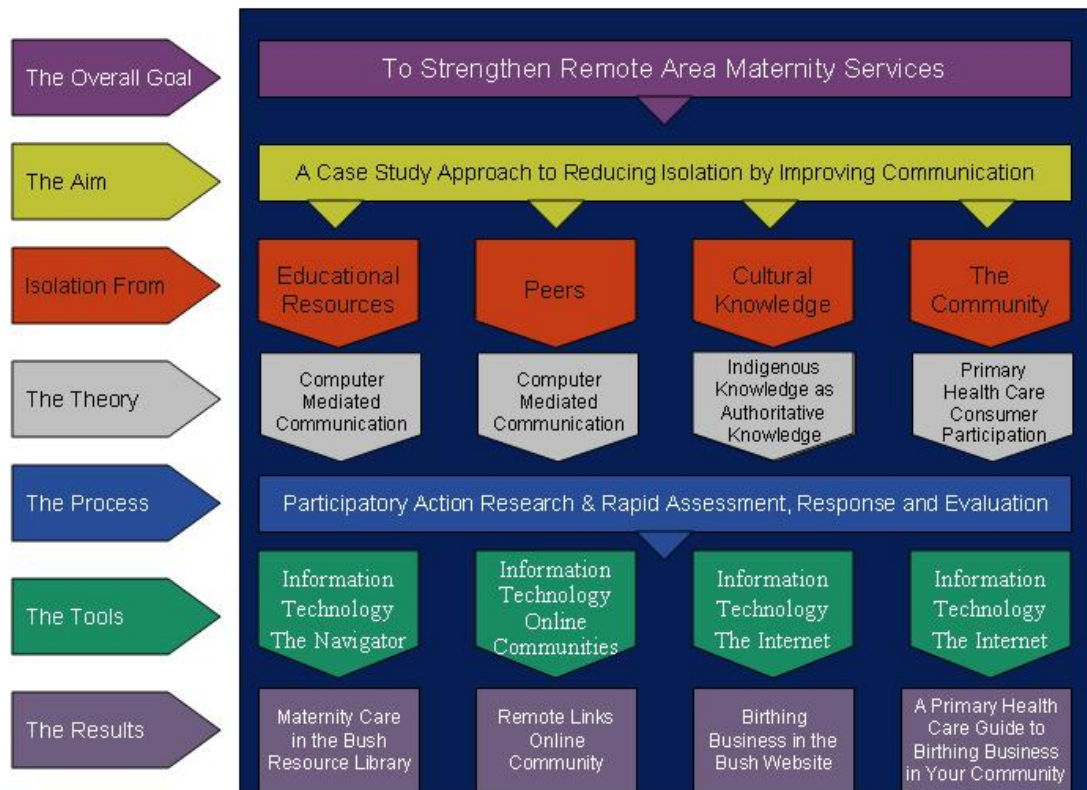 The Overall Goal
To Strengthen Remote Area Maternity Services
The Aim
A Case Study Approach to Reducing Isolation by Improving Communication
Isolation From
Educational
Resources
Peers
Cultural
Knowledge
The
Community
The Theory
Computer
Mediated
Communication
Computer
Mediated
Communication
Indigenous
Knowledge as
Authoritative
Knowledge
Primary
Health Care
Consumer
Participation
The Process
Participatory Action Research & Rapid Assessment, Response and Evaluation
The Tools
Information
Technology
The Navigator
Information
Technology
Online
Communities
Information
Technology
The Internet
Information
Technology
The Internet
The Results
Maternity Care
in the Bush
Resource Library
Remote Links
Online
Community
Birthing
Business in the
Bush Website
A Primary Health
Care Guide to
Birthing Business
in Your Community